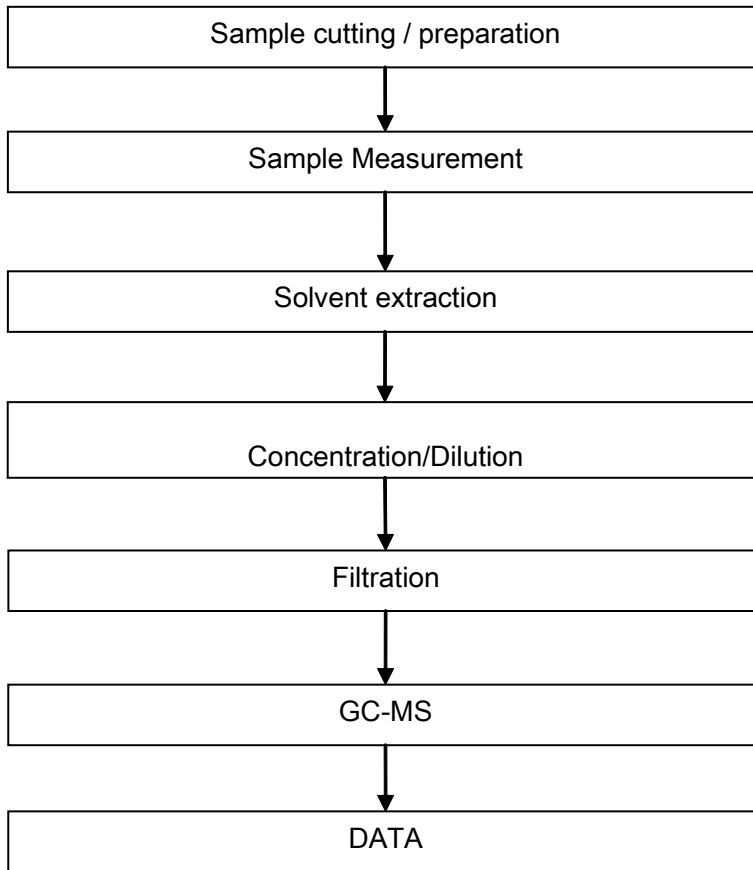 Sample cutting / preparation
Sample Measurement
Solvent extraction
Concentration/Dilution
Filtration
GC-MS
DATA